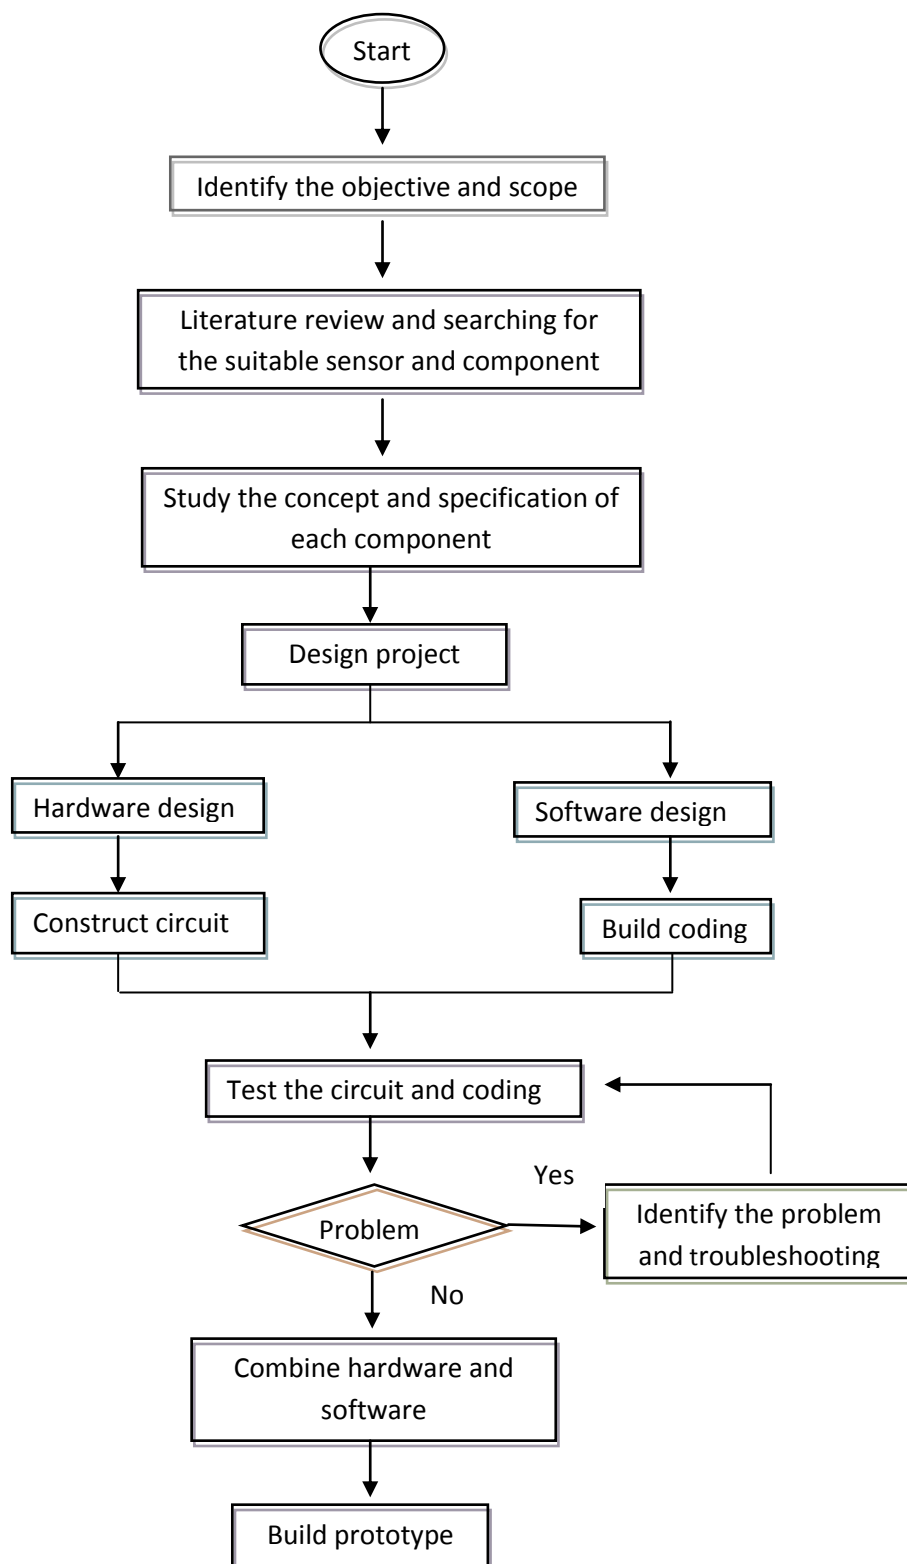 Start
Identify the objective and scope
Literature review and searching for
the suitable sensor and component
Study the concept and specification of
each component
Design project
Hardware design
Software design
Construct circuit
Build coding
Test the circuit and coding
Yes
Problem
Identify the problem
and troubleshooting
No
Combine hardware and
software
Build prototype